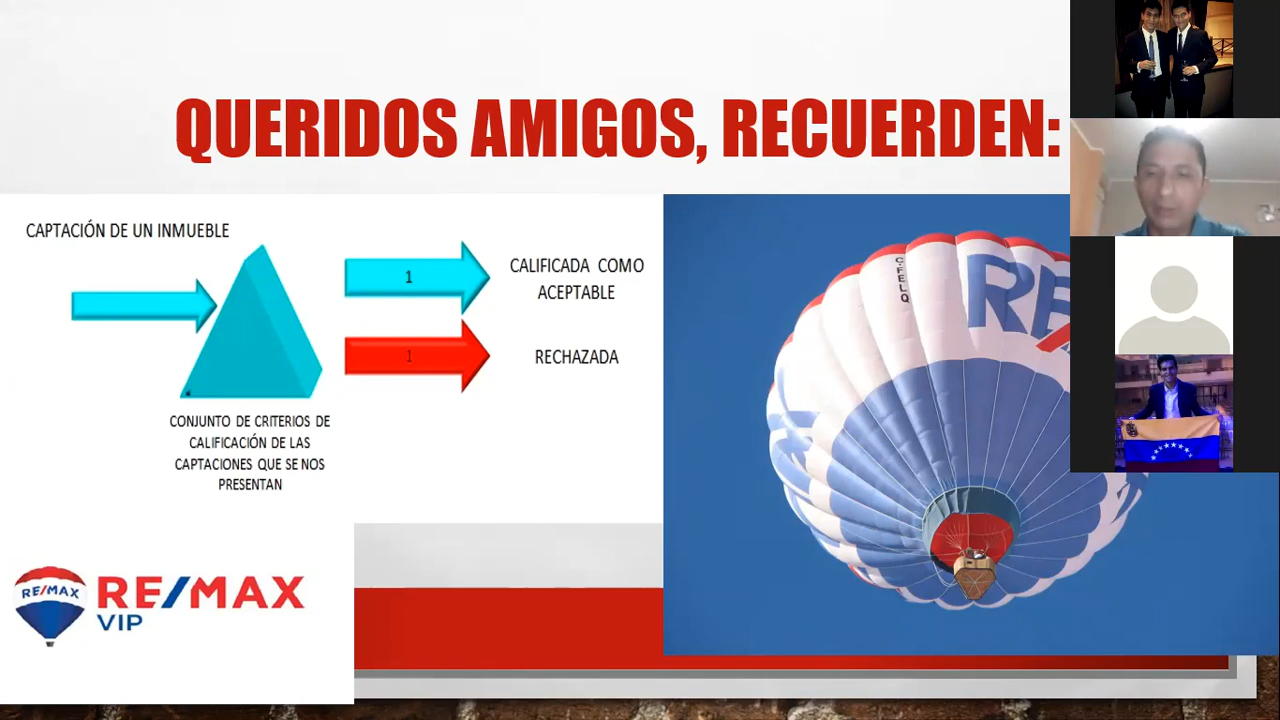 QUERIDOS AMIGOS, RECUERDEN:
CAPTACIÓN DE UN INMUEBLE
1
CALIFICADA COMO
ACEPTABLE
1
RECHAZADA
CONJUNTO DE CRITERIOS DE
CALIFICACIÓN DE LAS
CAPTACIONES QUE SE NOS
PRESENTAN
C-FELQ
RE/
RE/MAX
RE/MAX
VIP